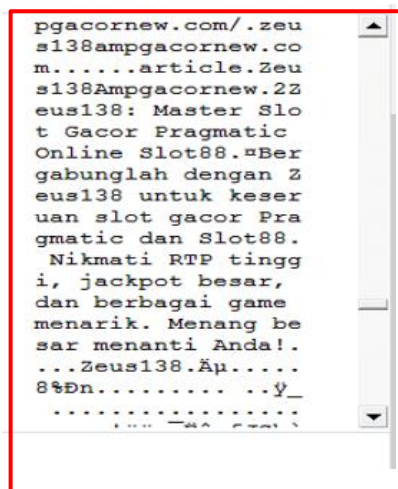 pgacornew.com/.zeu
s138ampgacornew.co
m......article.Zeu
s138Ampgacornew.2Z
eus138: Master Slo
t Gacor Pragmatic
Online Slot88.¤Ber
gabunglah dengan Z
eus138 untuk keser
uan slot gacor Pra
gmatic dan Slot88.
Nikmati RTP tingg
i, jackpot besar,
dan berbagai game
menarik. Menang be
sar menanti Anda!.
...Zeus138.Äµ.....
8%Ðn......... ..ÿ_
..................